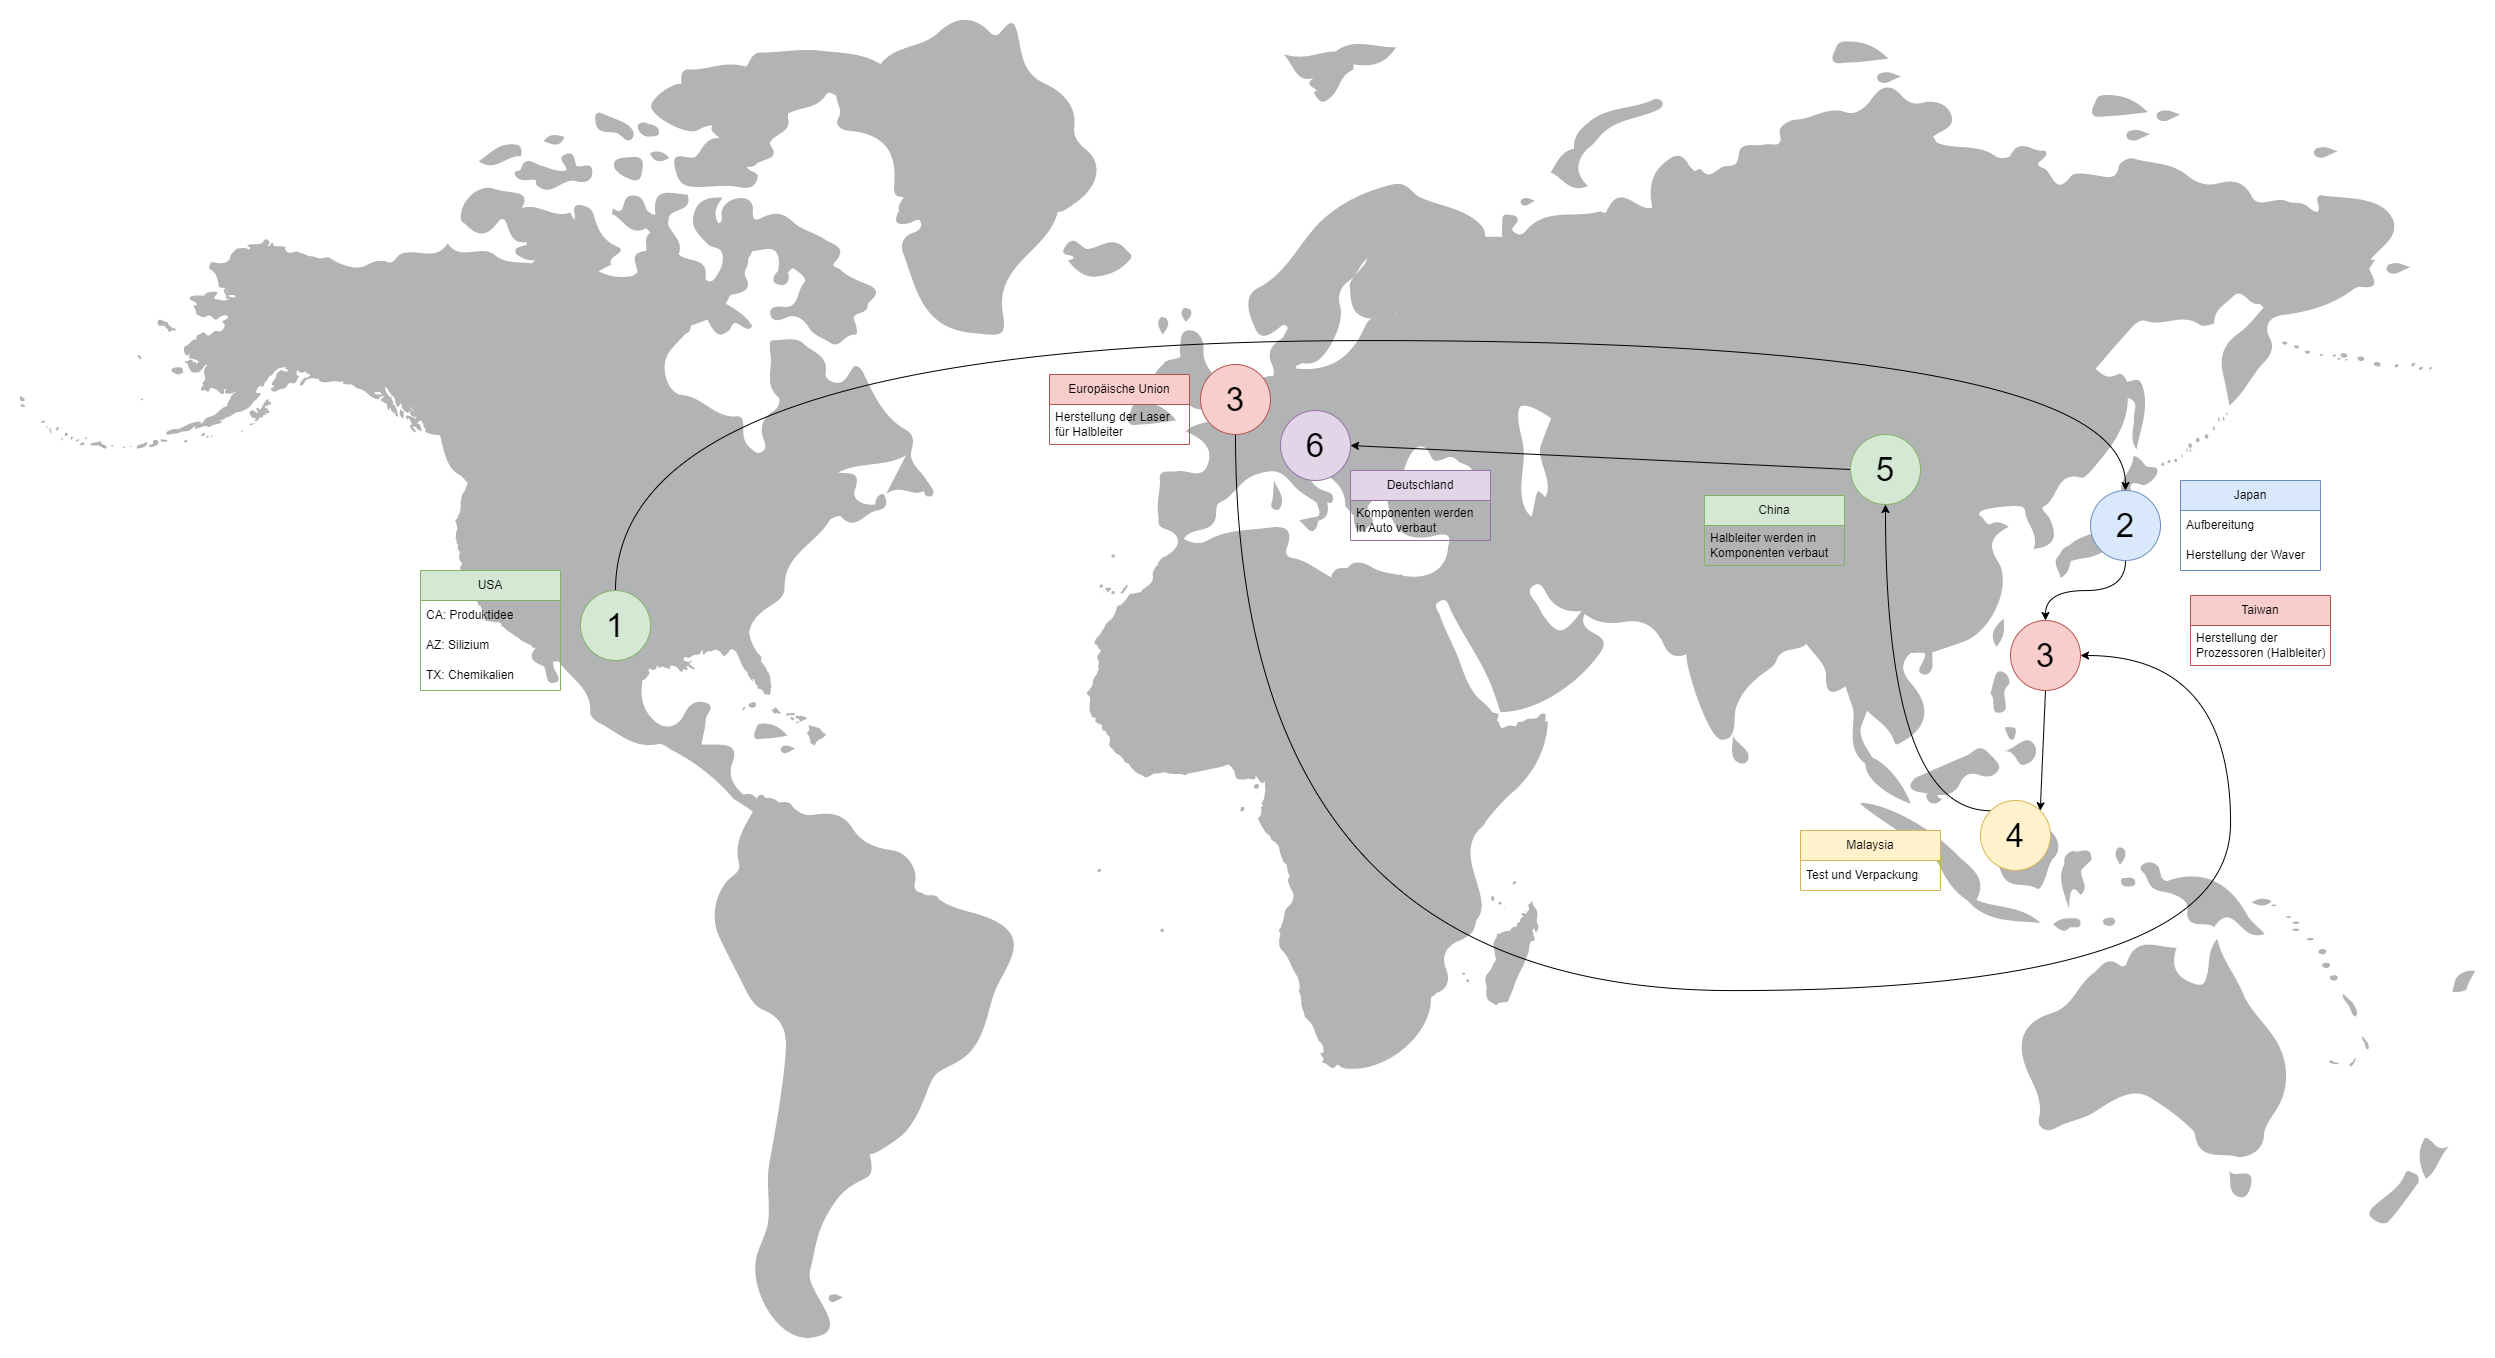 Europäische Union
Herstellung der Laser
für Halbleiter
3
6
Deutschland
Komponenten werden
in Auto verbaut
5
China
Halbleiter werden in
Komponenten verbaut
2
Japan
Aufbereitung
Herstellung der Waver
USA
CA: Produktidee
AZ: Silizium
TX: Chemikalien
1
3
Taiwan
Herstellung der
Prozessoren (Halbleiter)
4
Malaysia
Test und Verpackung